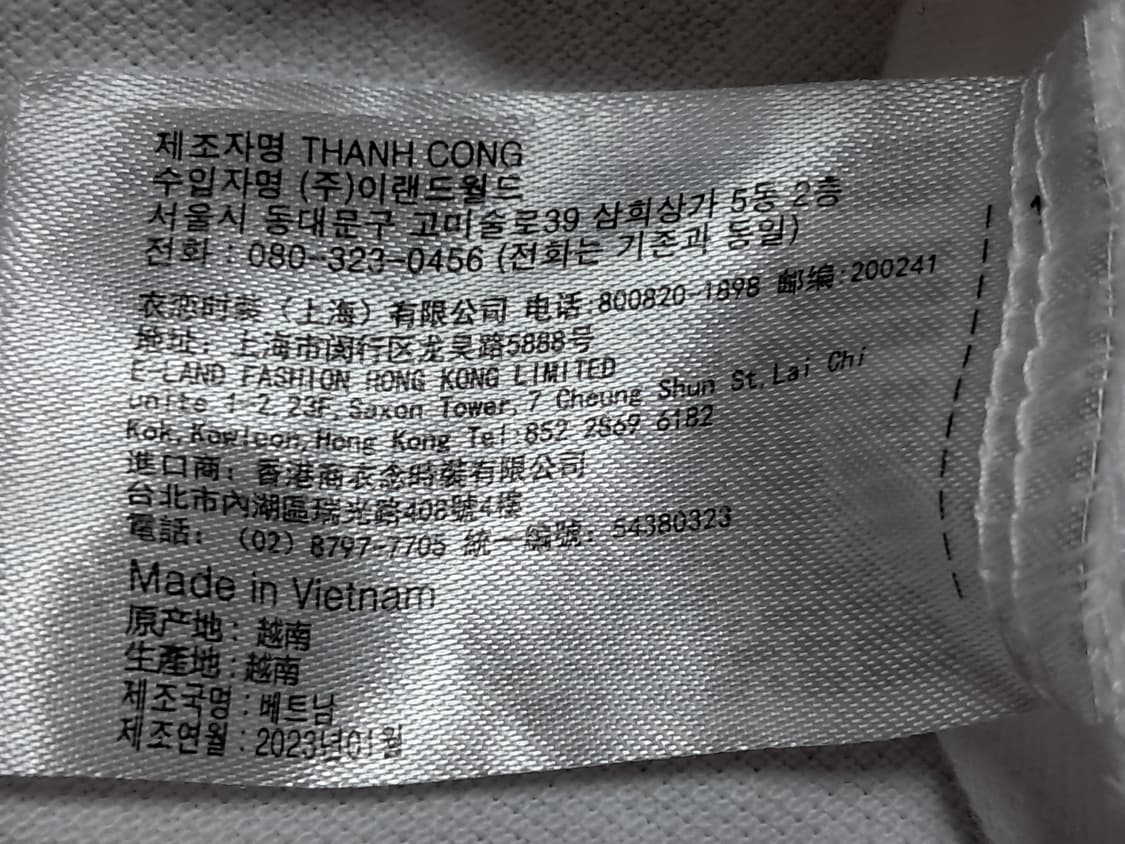 제조자명 THANH CONG
수입자명 (주)이랜드월드
서울시 동대문구 고미술로39 삼희상가 5동 2층
전화 : 080-323-0456 (전화는 기존과 동일)
衣恋时装（上海）有限公司 电话:800820-1898 邮编:200241
地址: 上海市闵行区龙吴路5888号
E-LAND FASHION HONG KONG LIMITED
Units 1-2, 23F, Saxon Tower, 7 Cheung Shun St, Lai Chi
Kok, Kowloon, Hong Kong Tel:852 2869 6182
進口商: 香港商衣念時裝有限公司
台北市內湖區瑞光路408號4樓
電話: (02) 8797-7705 統一編號: 54380323
Made in Vietnam
原产地 : 越南
生產地 : 越南
제조국명 : 베트남
제조연월 : 2023년01월